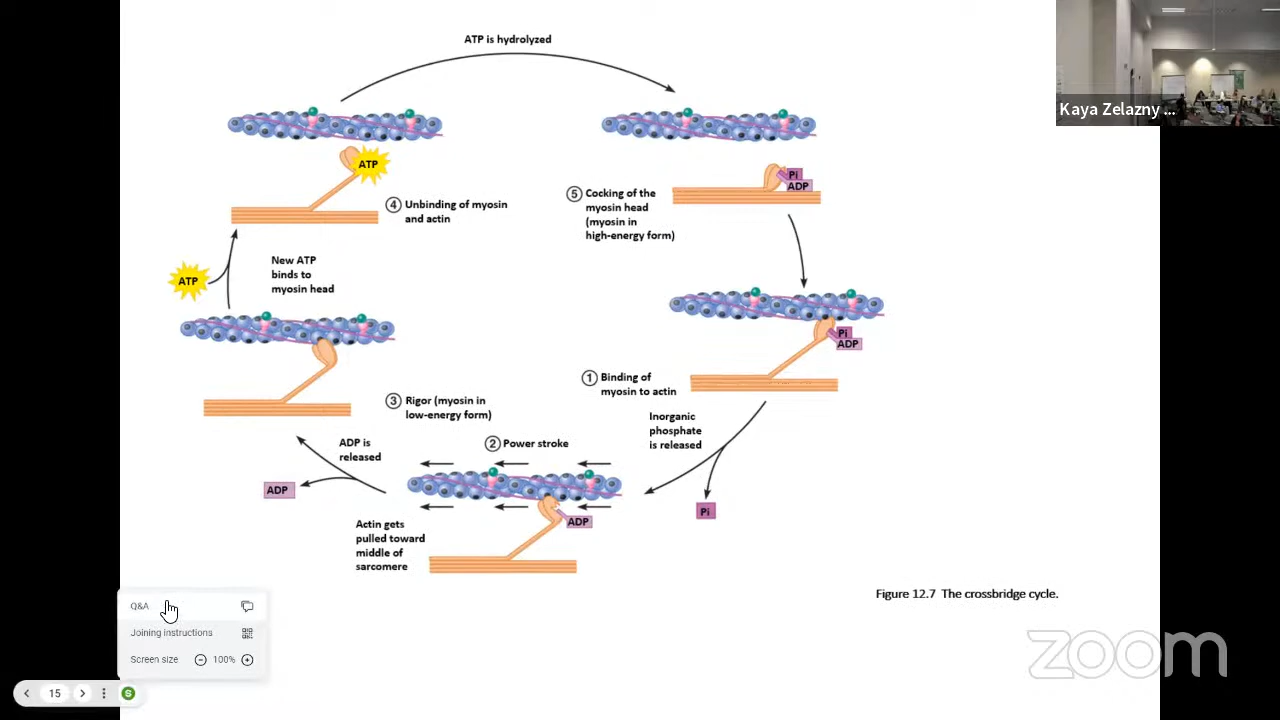 ATP is hydrolyzed
Kaya Zelazny ...
ATP
Pi
ADP
4 Unbinding of myosin
and actin
5 Cocking of the
myosin head
(myosin in
high-energy form)
ATP
New ATP
binds to
myosin head
Pi
ADP
1 Binding of
myosin to actin
3 Rigor (myosin in
low-energy form)
Inorganic
phosphate
is released
ADP is
released
2 Power stroke
ADP
Pi
ADP
Actin gets
pulled toward
middle of
sarcomere
Figure 12.7 The crossbridge cycle.
Q&A
Joining instructions
Screen size 100%
zoom
15
S